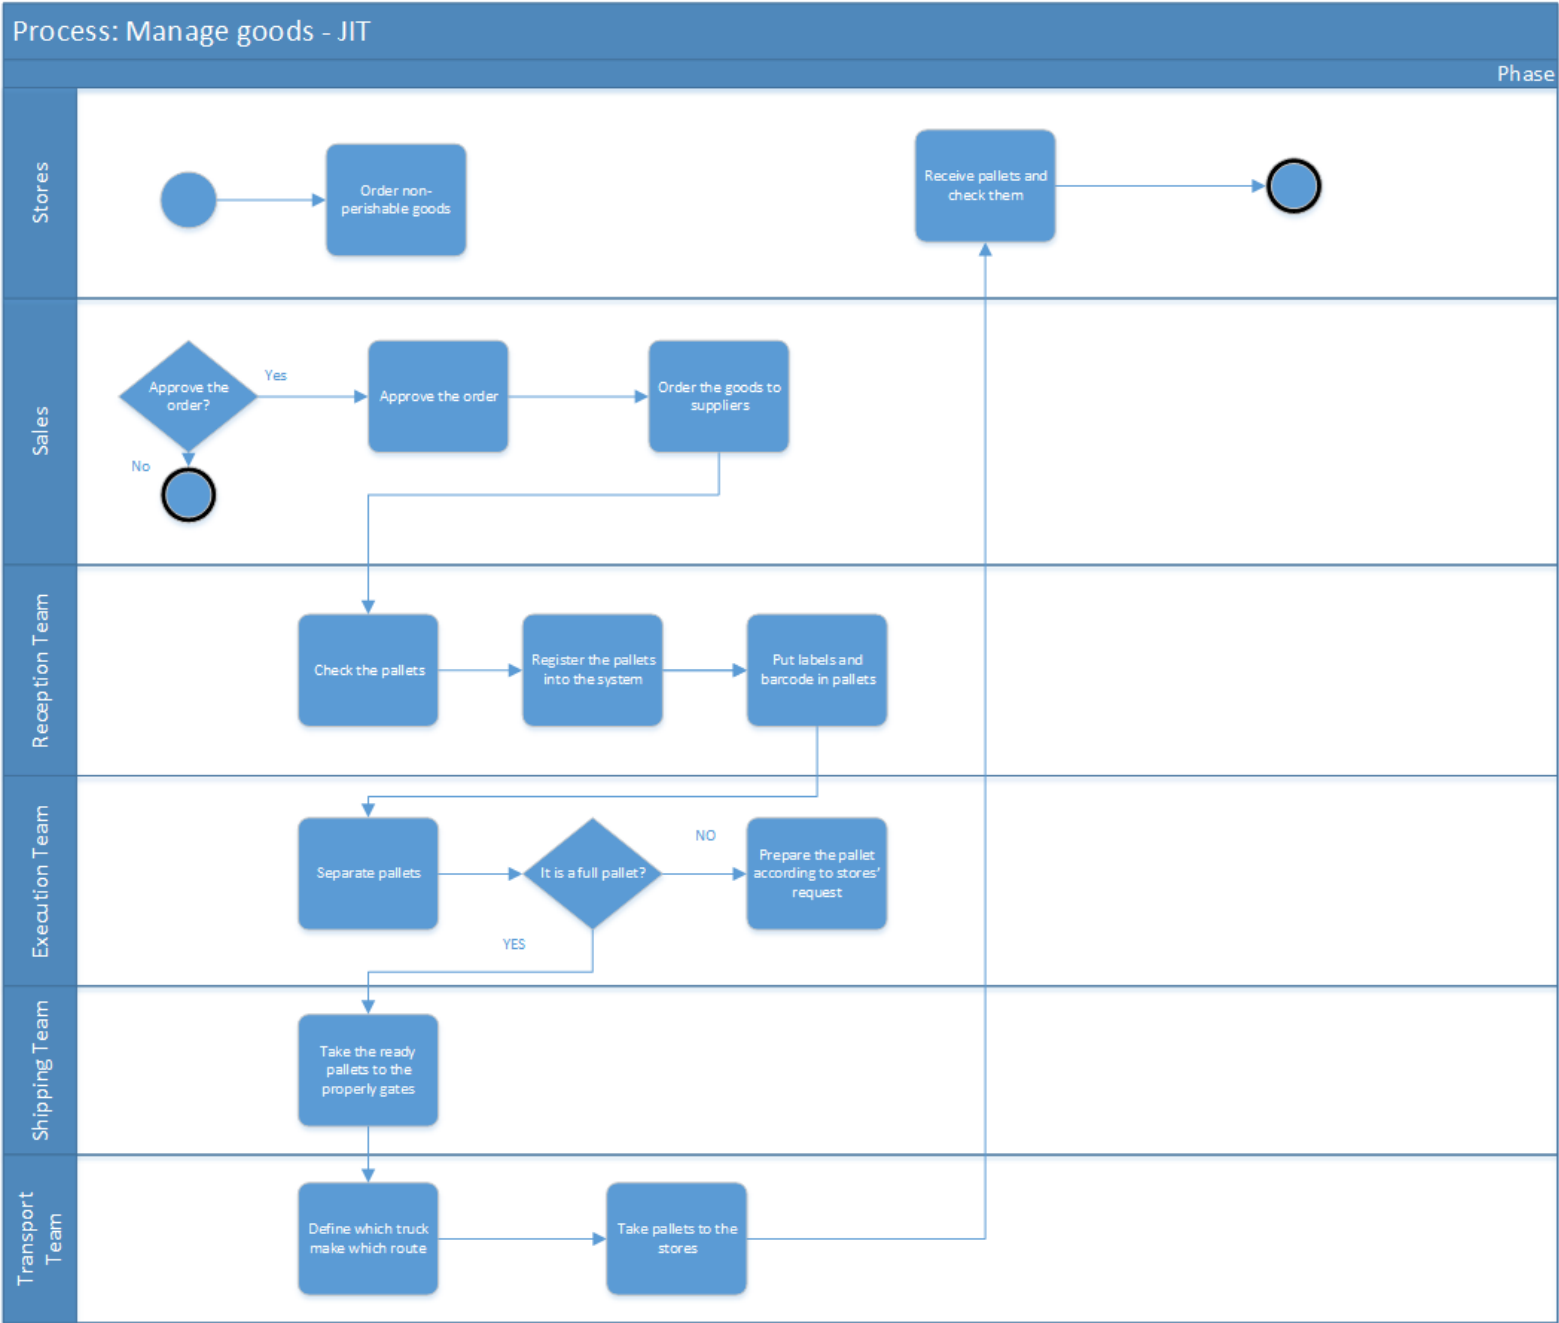 Process: Manage goods - JIT
Phase
Stores
Order non-
perishable goods
Receive pallets and
check them
Sales
Approve the
order?
Yes
No
Approve the order
Order the goods to
suppliers
Reception Team
Check the pallets
Register the pallets
into the system
Put labels and
barcode in pallets
Execution Team
Separate pallets
It is a full pallet?
NO
YES
Prepare the pallet
according to stores’
request
Shipping Team
Take the ready
pallets to the
properly gates
Transport
Team
Define which truck
make which route
Take pallets to the
stores